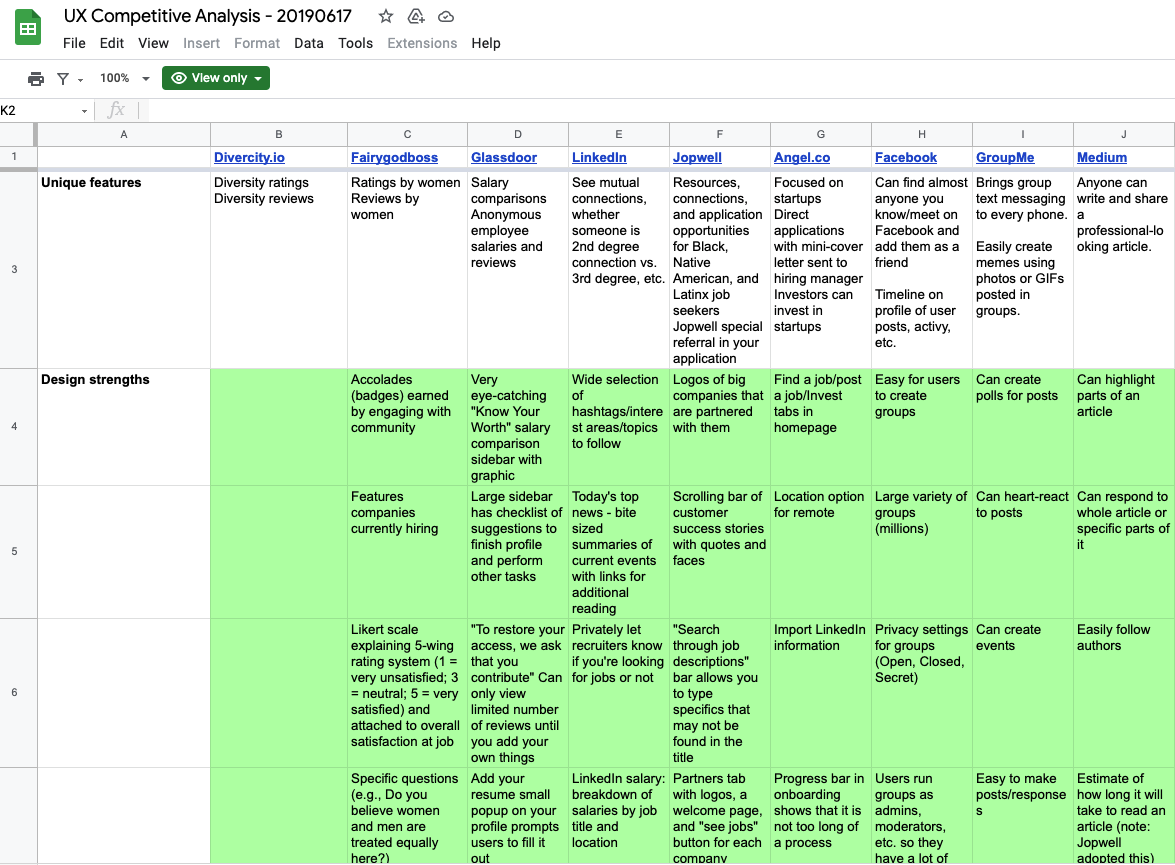 UX Competitive Analysis - 20190617
File Edit View Insert Format Data Tools Extensions Help
100% View only
K2 fx
A B C D E F G H I J
1 Divercity.io Fairygodboss Glassdoor LinkedIn Jopwell Angel.co Facebook GroupMe Medium
3
Unique features
Diversity ratings
Diversity reviews
Ratings by women
Reviews by
women
Salary
comparisons
Anonymous
employee
salaries and
reviews
See mutual
connections,
whether
someone is
2nd degree
connection vs.
3rd degree, etc.
Resources,
connections,
and application
opportunities
for Black,
Native
American, and
Latinx job
seekers
Jopwell special
referral in your
application
Focused on
startups
Direct
applications
with mini-cover
letter sent to
hiring manager
Investors can
invest in
startups
Can find almost
anyone you
know/meet on
Facebook and
add them as a
friend
Timeline on
profile of user
posts, activy,
etc.
Brings group
text messaging
to every phone.
Easily create
memes using
photos or GIFs
posted in
groups.
Anyone can
write and share
a
professional-lo
oking article.
4
Design strengths
Accolades
(badges) earned
by engaging with
community
Very
eye-catching
"Know Your
Worth" salary
comparison
sidebar with
graphic
Wide selection
of
hashtags/intere
st areas/topics
to follow
Logos of big
companies that
are partnered
with them
Find a job/post
a job/Invest
tabs in
homepage
Easy for users
to create
groups
Can create
polls for posts
Can highlight
parts of an
article
5
Features
companies
currently hiring
Large sidebar
has checklist of
suggestions to
finish profile
and perform
other tasks
Today's top
news - bite
sized
summaries of
current events
with links for
additional
reading
Scrolling bar of
customer
success stories
with quotes and
faces
Location option
for remote
Large variety of
groups
(millions)
Can heart-react
to posts
Can respond to
whole article or
specific parts of
it
6
Likert scale
explaining 5-wing
rating system (1 =
very unsatisfied; 3
= neutral; 5 = very
satisfied) and
attached to overall
satisfaction at job
"To restore your
access, we ask
that you
contribute" Can
only view
limited number
of reviews until
you add your
own things
Privately let
recruiters know
if you're looking
for jobs or not
"Search
through job
descriptions"
bar allows you
to type
specifics that
may not be
found in the
title
Import LinkedIn
information
Privacy settings
for groups
(Open, Closed,
Secret)
Can create
events
Easily follow
authors
Specific questions
(e.g., Do you
believe women
and men are
treated equally
here?)
Add your
resume small
popup on your
profile prompts
users to fill it
out
LinkedIn salary:
breakdown of
salaries by job
title and
location
Partners tab
with logos, a
welcome page,
and "see jobs"
button for each
company
Progress bar in
onboarding
shows that it is
not too long of
a process
Users run
groups as
admins,
moderators,
etc. so they
have a lot of
Easy to make
posts/response
s
Estimate of
how long it will
take to read an
article (note:
Jopwell
adopted this)